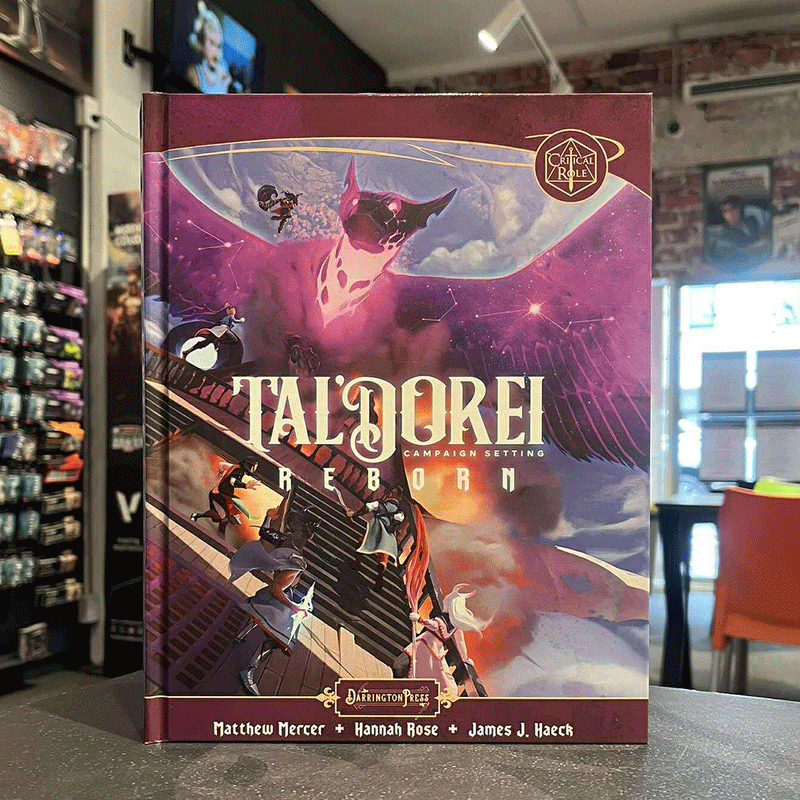 CRITICAL
ROLE
TAL'DOREI
CAMPAIGN SETTING
REBORN
DARRINGTON PRESS
Matthew Mercer + Hannah Rose + James J. Haeck